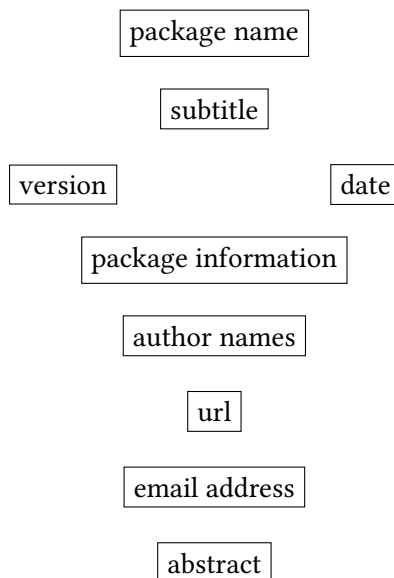 package name
subtitle
version date
package information
author names
url
email address
abstract